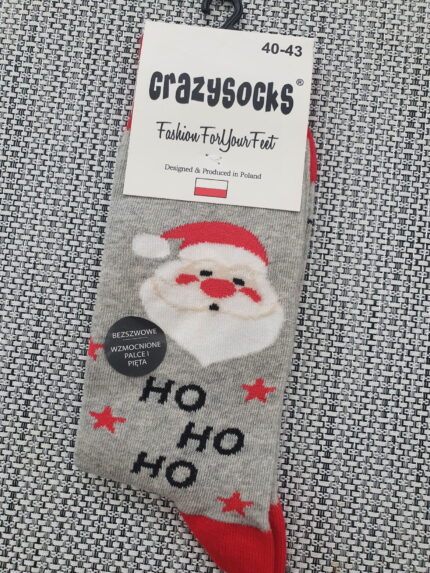 40-43
crazysocks®
Fashion For Your Feet
Designed & Produced in Poland
BEZSZWOWE
WZMOCNIONE
PALCE I
PIĘTA
HO
HO
HO